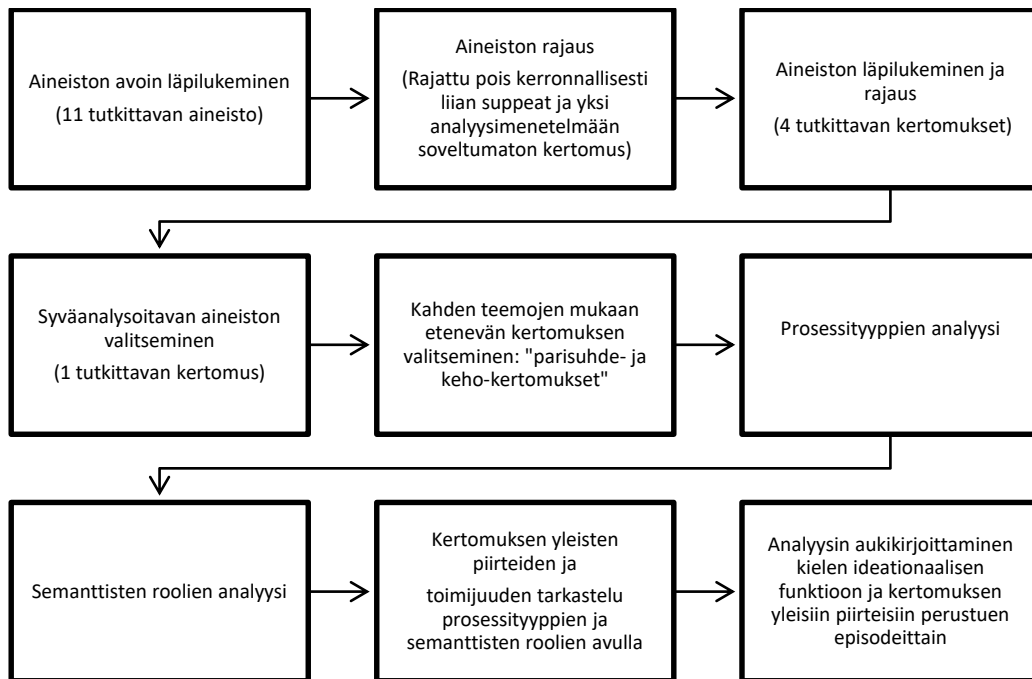 Aineiston avoin läpilukeminen
(11 tutkittavan aineisto)
Aineiston rajaus
(Rajattu pois kerronnallisesti
liian suppeat ja yksi
analyysimenetelmään
soveltumaton kertomus)
Aineiston läpilukeminen ja
rajaus
(4 tutkittavan kertomukset)
Syväanalysoitavan aineiston
valitseminen
(1 tutkittavan kertomus)
Kahden teemojen mukaan
etenevän kertomuksen
valitseminen: "parisuhde- ja
keho-kertomukset"
Prosessityyppien analyysi
Semanttisten roolien analyysi
Kertomuksen yleisten
piirteiden ja
toimijuuden tarkastelu
prosessityyppien ja
semanttisten roolien avulla
Analyysin aukikirjoittaminen
kielen ideationaalisen
funktioon ja kertomuksen
yleisiin piirteisiin perustuen
episodeittain